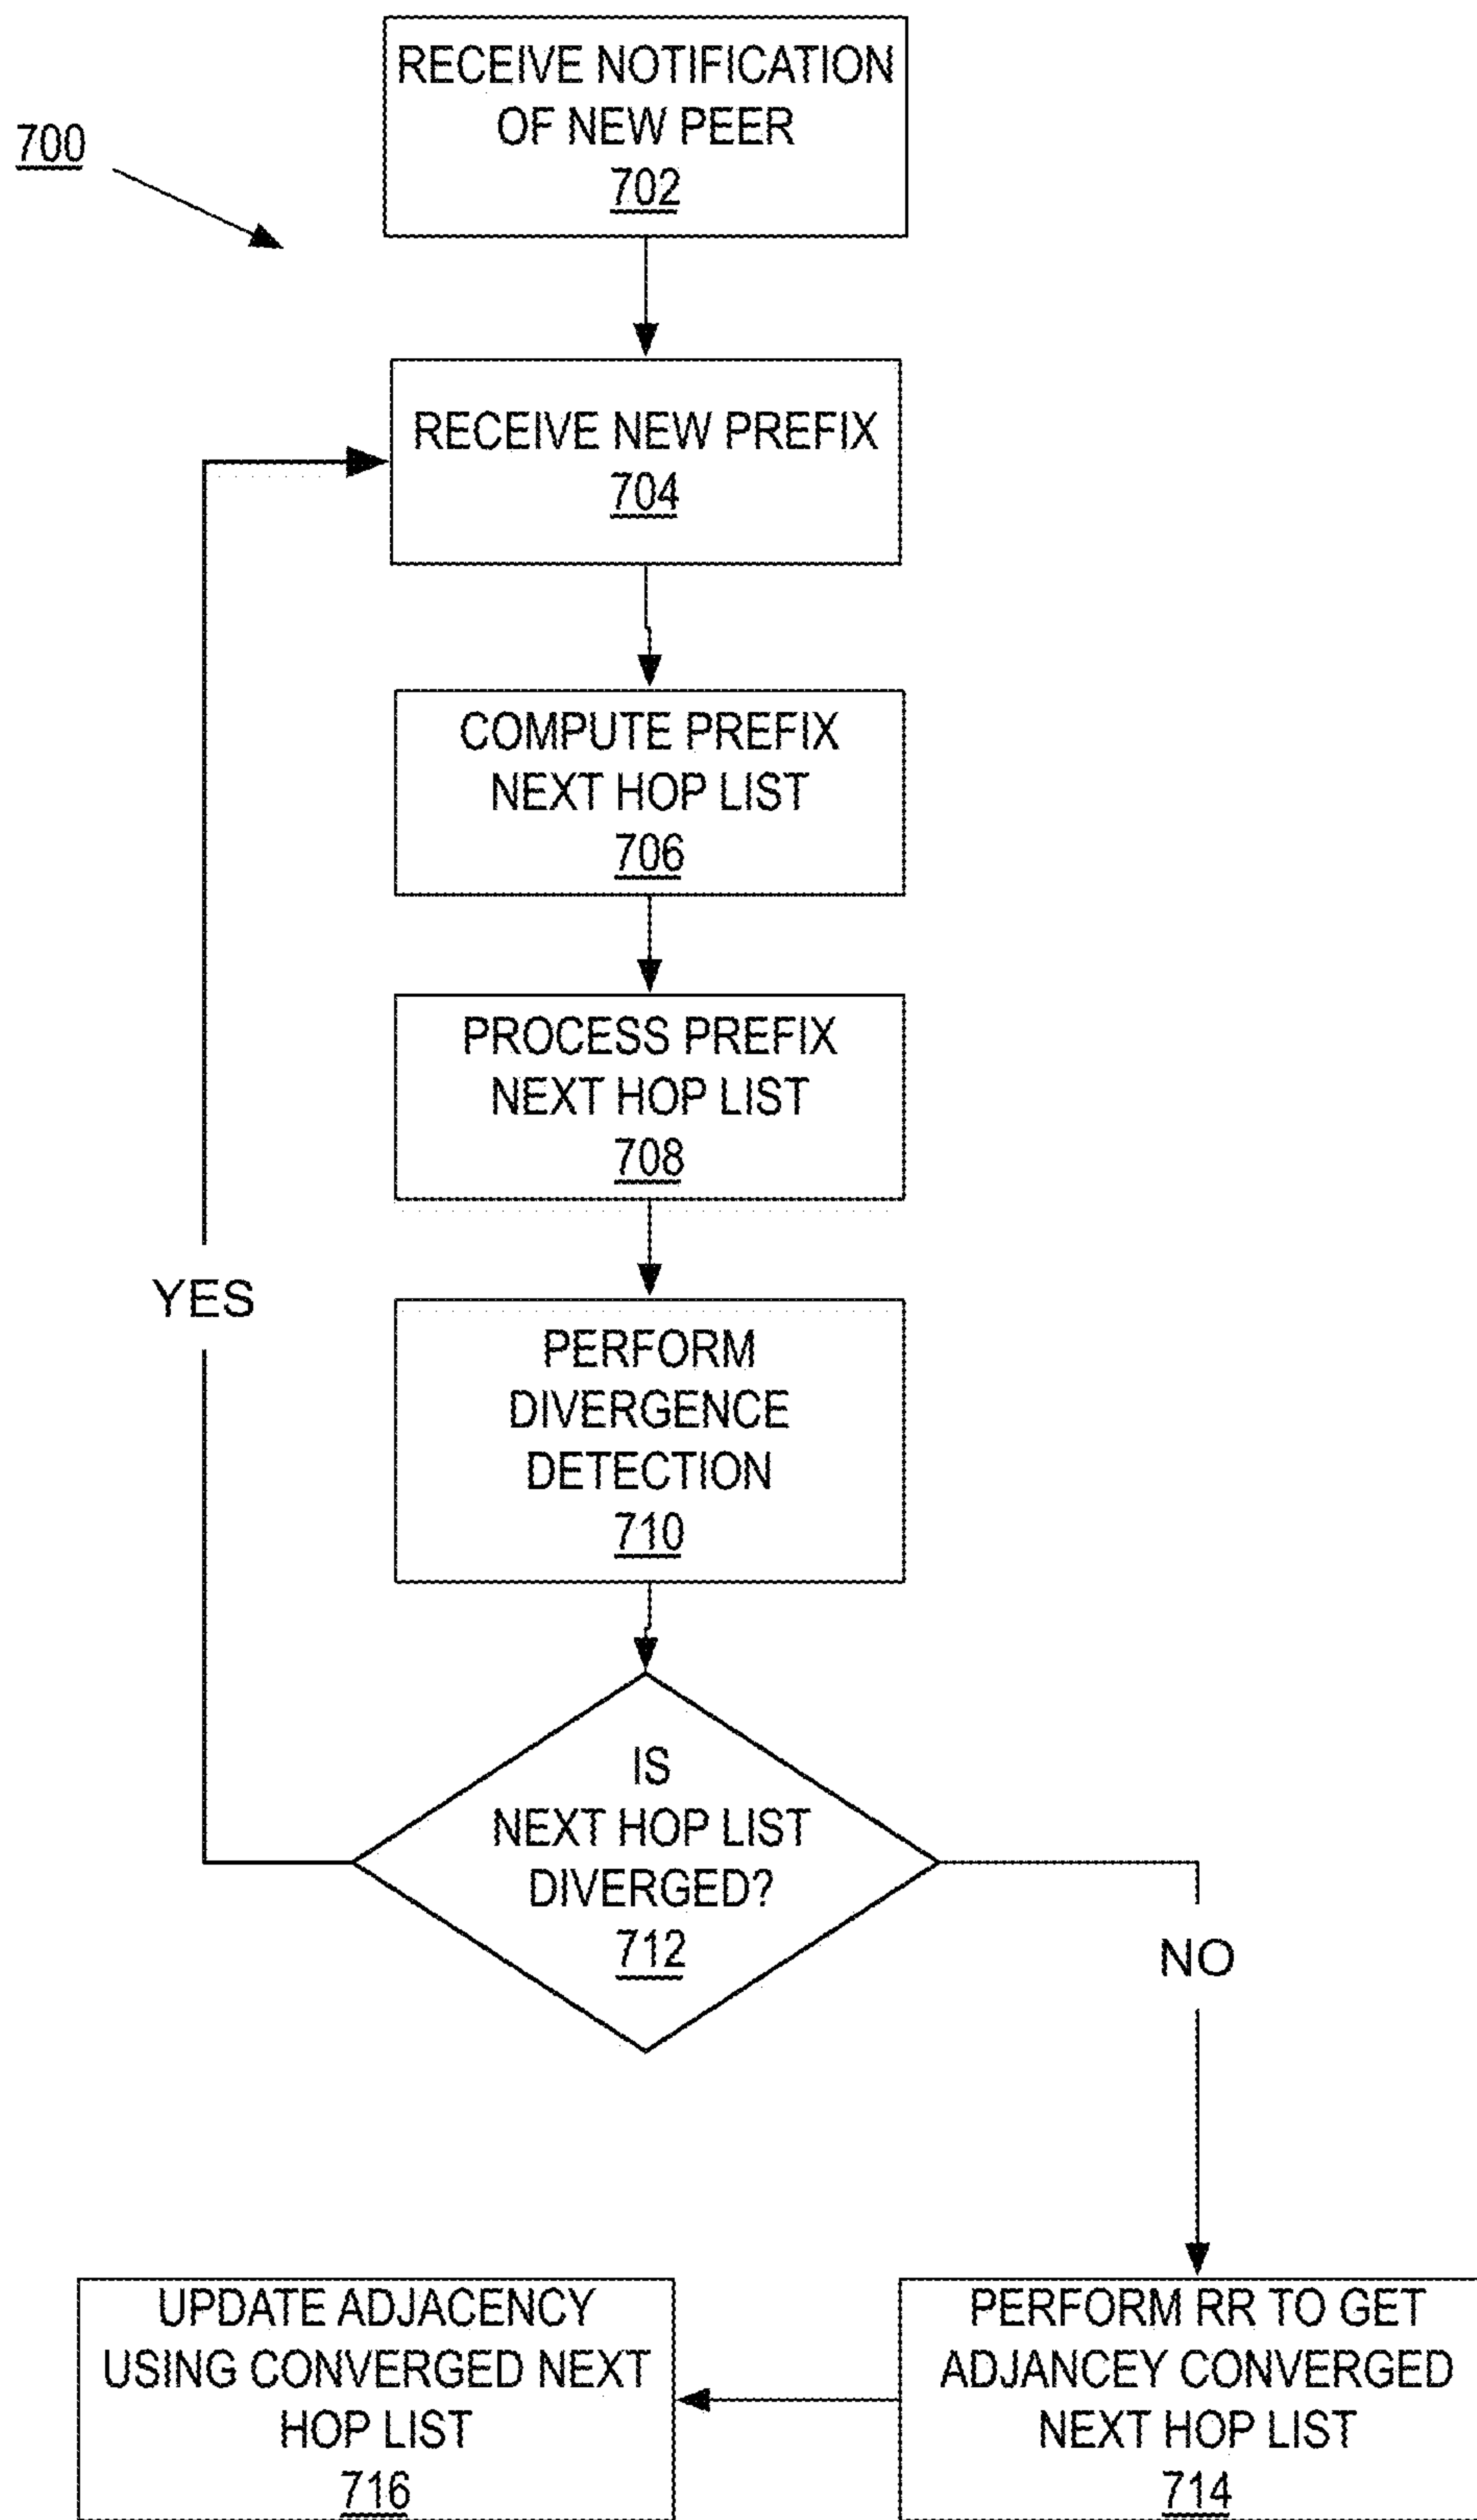 RECEIVE NOTIFICATION
OF NEW PEER
702
700
RECEIVE NEW PREFIX
704
COMPUTE PREFIX
NEXT HOP LIST
706
PROCESS PREFIX
NEXT HOP LIST
708
YES
PERFORM
DIVERGENCE
DETECTION
710
IS
NEXT HOP LIST
DIVERGED?
712
NO
PERFORM RR TO GET
ADJANCEY CONVERGED
NEXT HOP LIST
714
UPDATE ADJACENCY
USING CONVERGED NEXT
HOP LIST
716